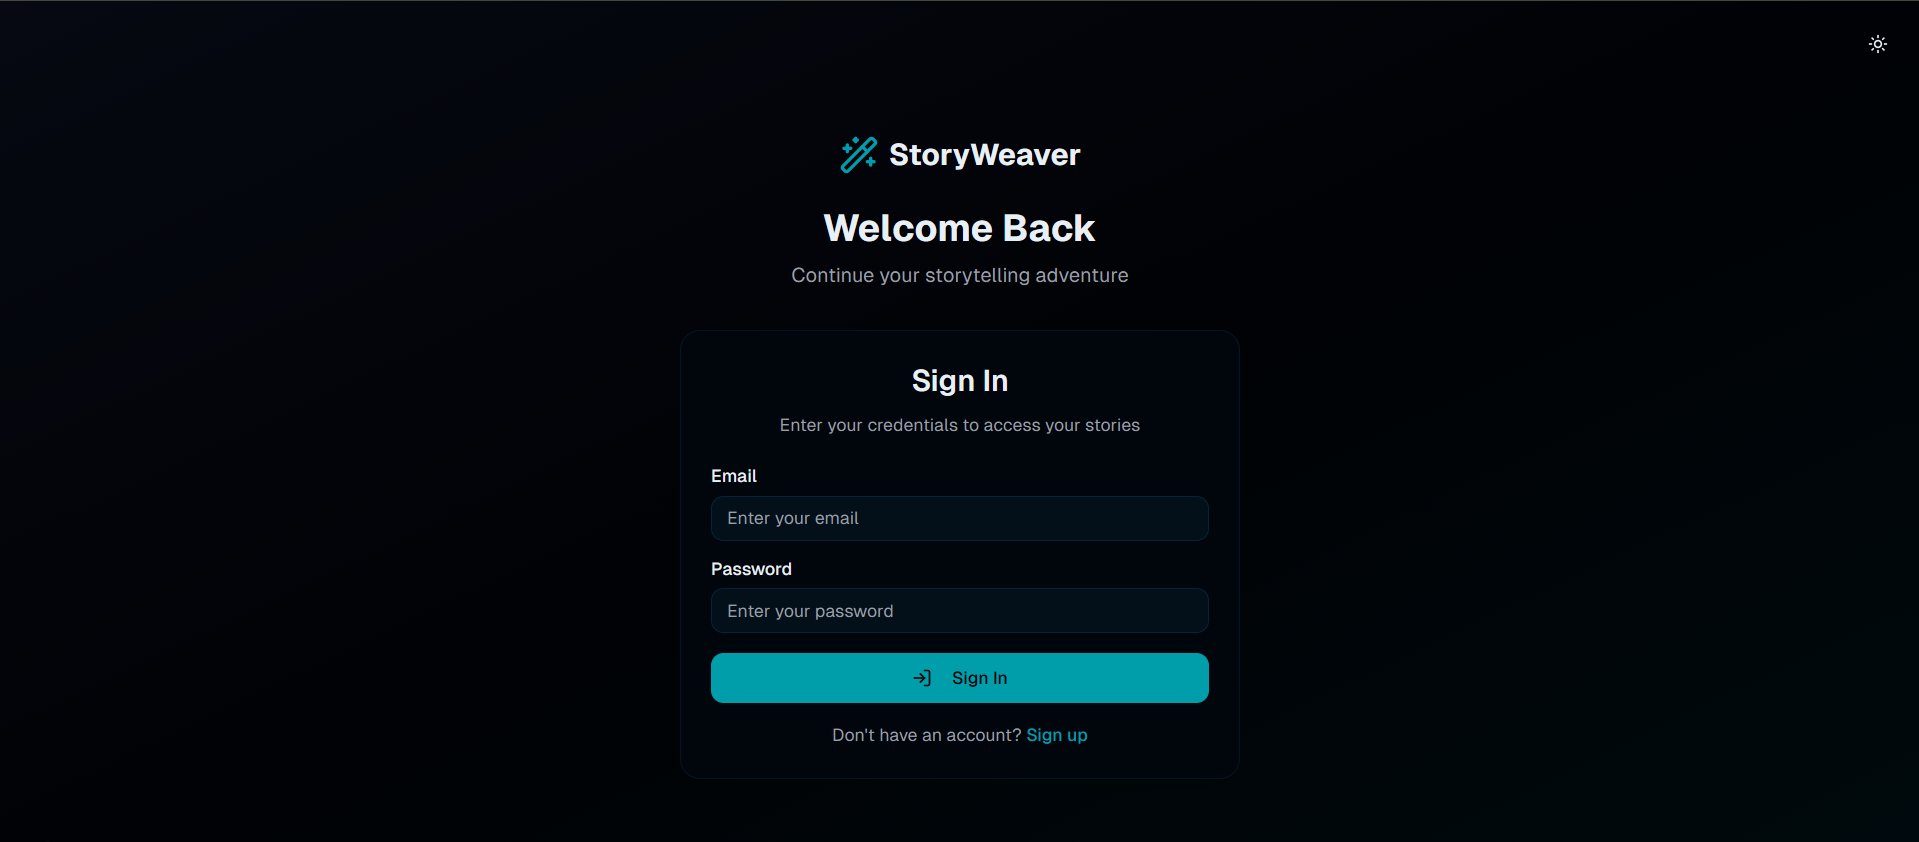 StoryWeaver
Welcome Back
Continue your storytelling adventure
Sign In
Enter your credentials to access your stories
Email
Enter your email
Password
Enter your password
Sign In
Don't have an account? Sign up